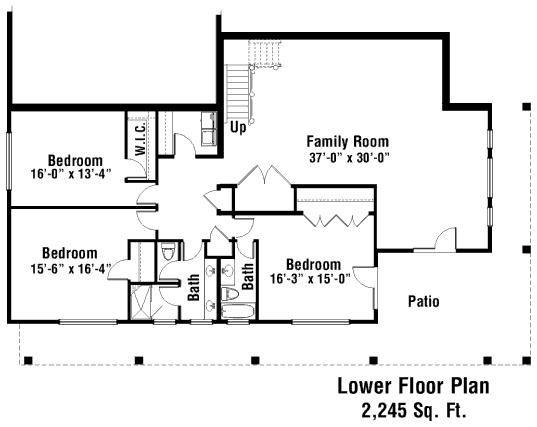 W.I.C.
Up
Family Room
37'-0" x 30'-0"
Bedroom
16'-0" x 13'-4"
Bedroom
15'-6" x 16'-4"
Bath
Bath
Bedroom
16'-3" x 15'-0"
Patio
Lower Floor Plan
2,245 Sq. Ft.